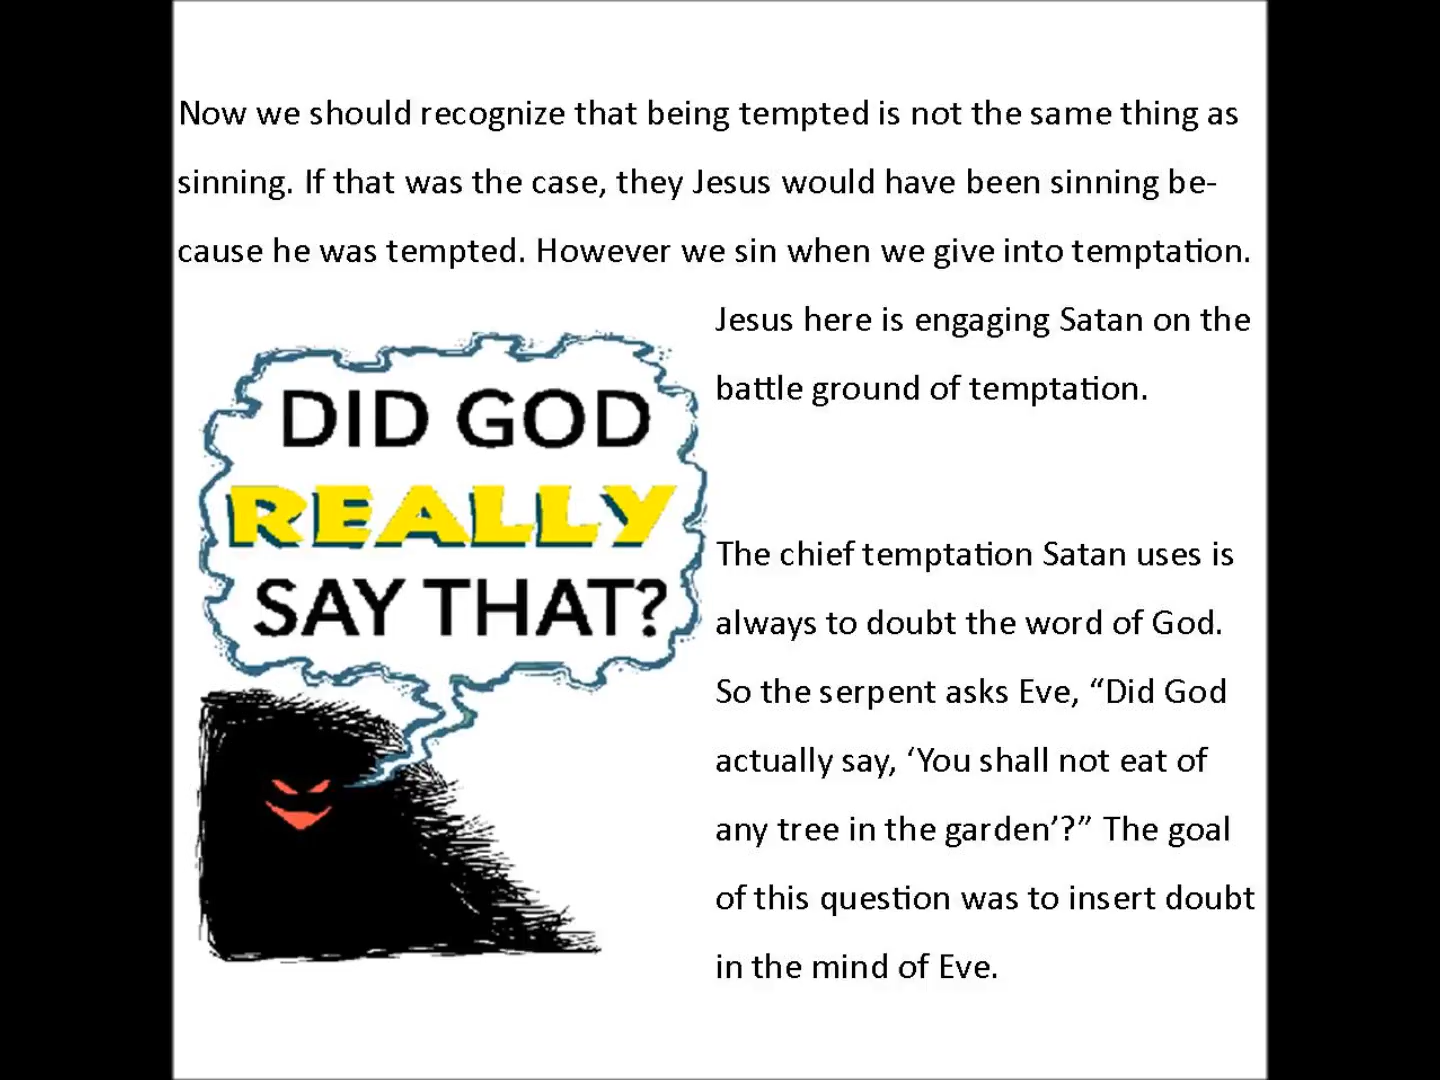 Now we should recognize that being tempted is not the same thing as
sinning. If that was the case, they Jesus would have been sinning be-
cause he was tempted. However we sin when we give into temptation.
Jesus here is engaging Satan on the
battle ground of temptation.
DID GOD
REALLY
SAY THAT?
The chief temptation Satan uses is
always to doubt the word of God.
So the serpent asks Eve, “Did God
actually say, ‘You shall not eat of
any tree in the garden’?” The goal
of this question was to insert doubt
in the mind of Eve.